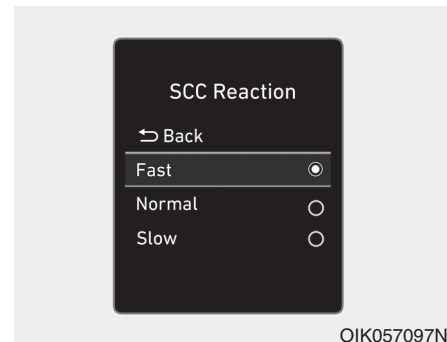 SCC Reaction
Back
Fast
Normal
Slow
OIK057097N